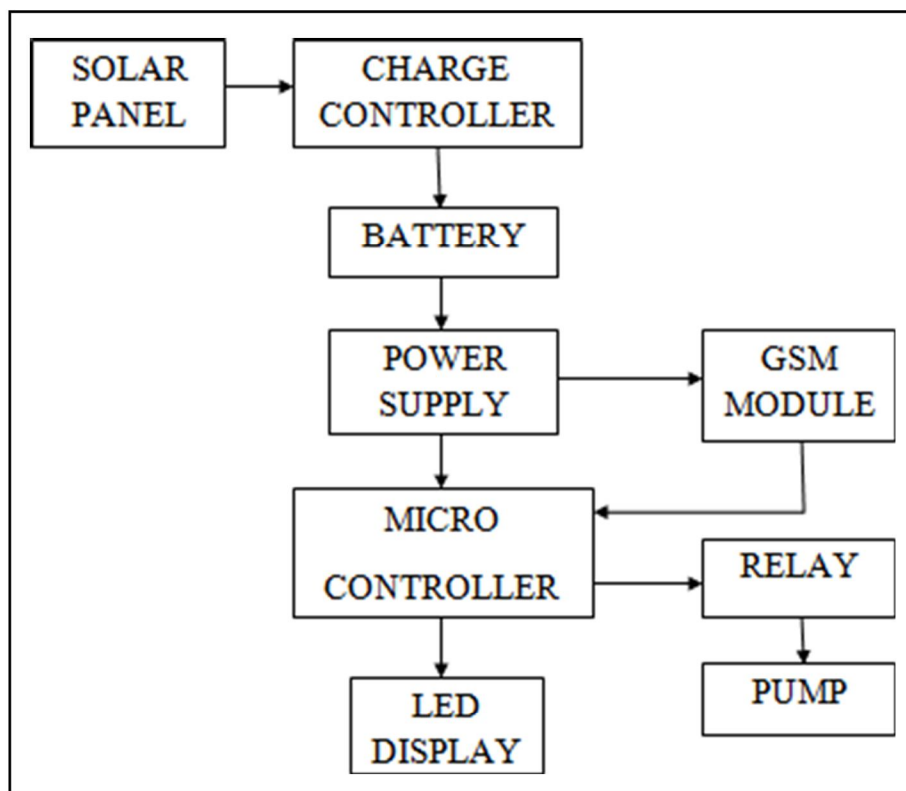 SOLAR
PANEL
CHARGE
CONTROLLER
BATTERY
POWER
SUPPLY
GSM
MODULE
MICRO
CONTROLLER
RELAY
PUMP
LED
DISPLAY